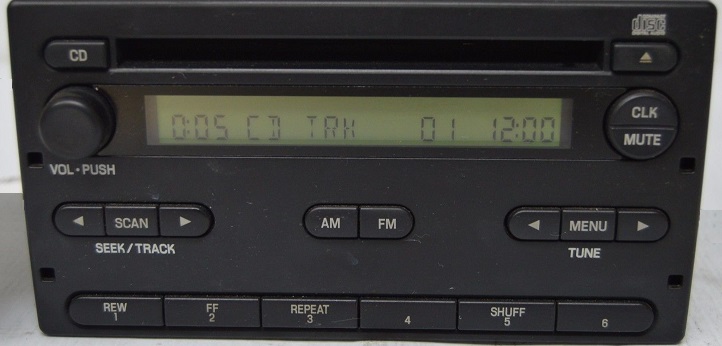 disc
CD
CLK
0:05 CD TRK 01 12:00
MUTE
VOL•PUSH
◀ SCAN ▶ AM FM ◀ MENU ▶
SEEK/TRACK TUNE
REW FF REPEAT SHUFF
1 2 3 4 5 6